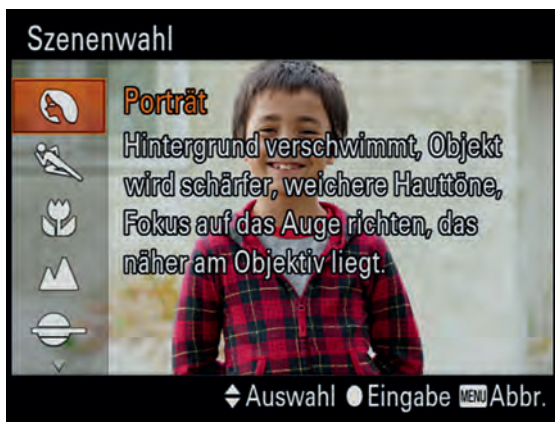 Szenenwahl
Porträt
Hintergrund verschwimmt, Objekt
wird schärfer, weichere Hauttöne,
Fokus auf das Auge richten, das
näher am Objektiv liegt.
Auswahl Eingabe MENU Abbr.